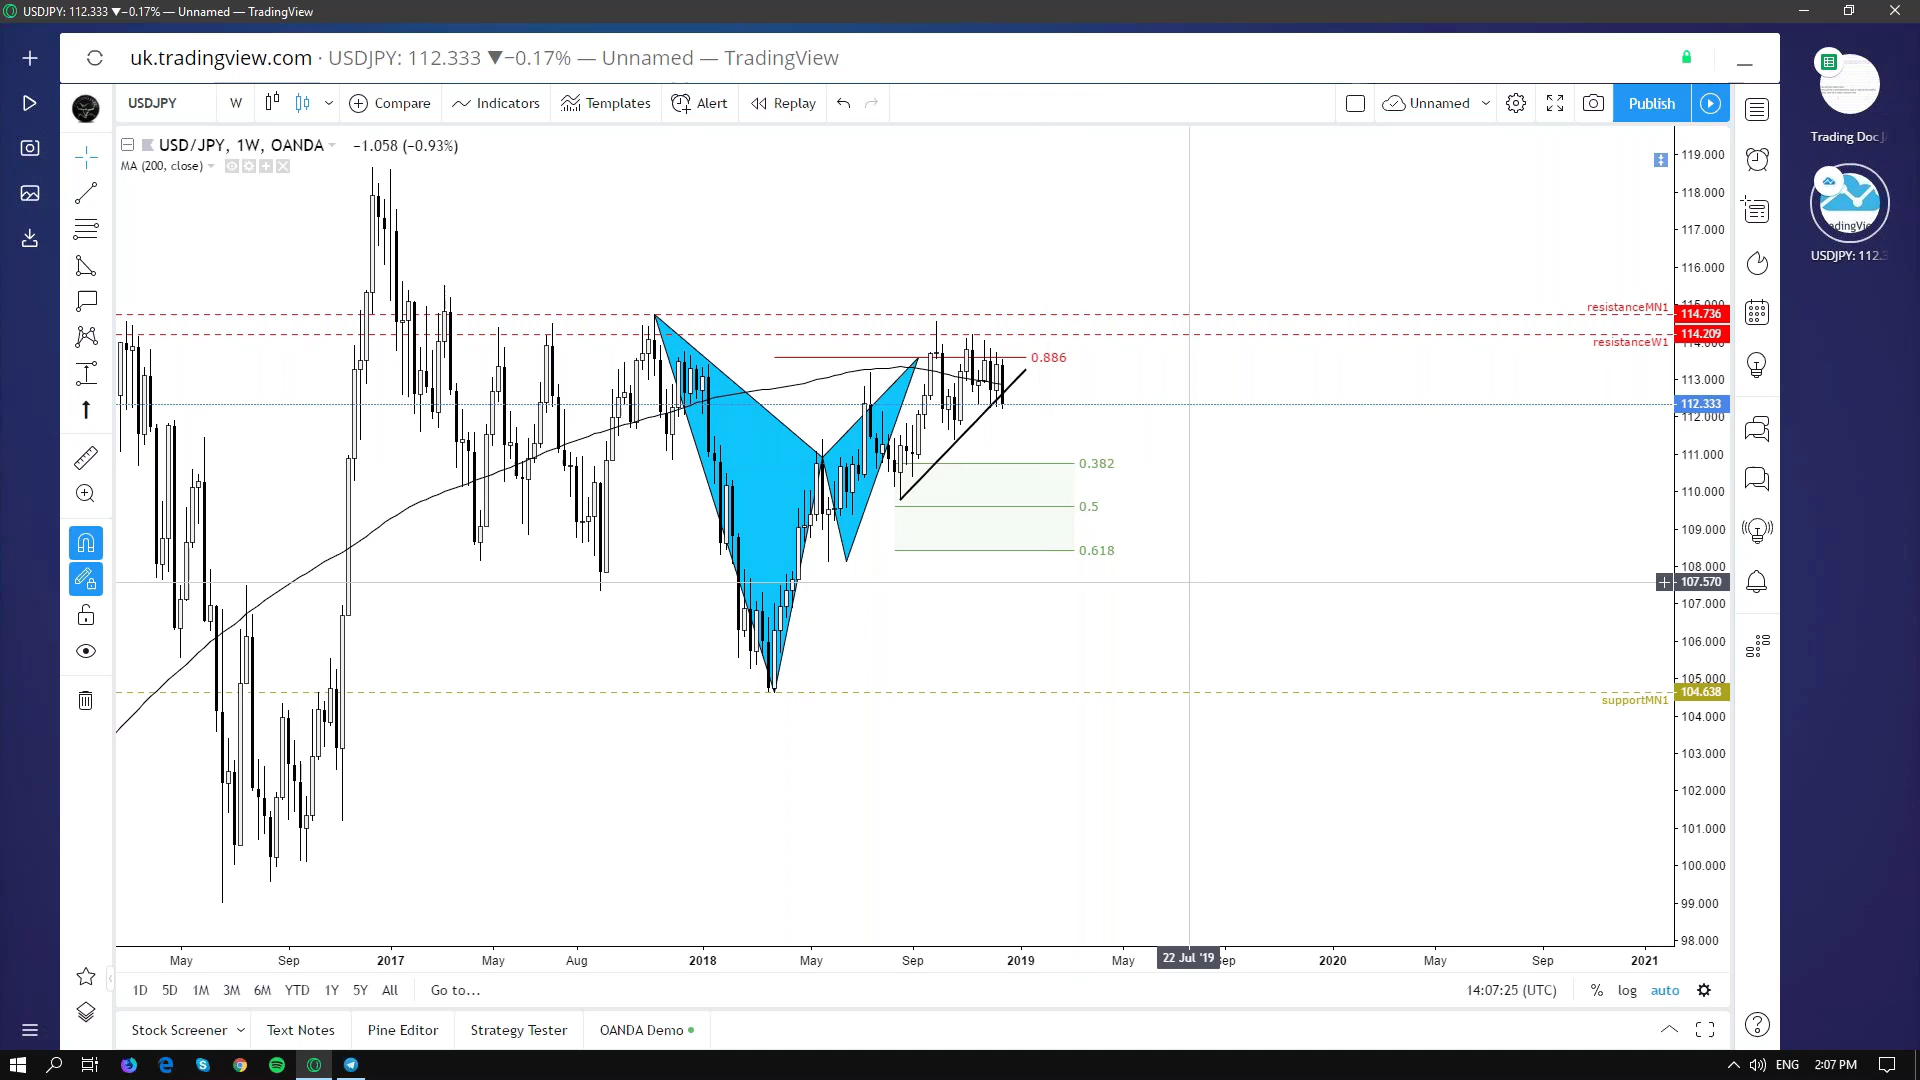 USDJPY: 112.333 ▼−0.17% — Unnamed — TradingView
uk.tradingview.com · USDJPY: 112.333 ▼−0.17% — Unnamed — TradingView
USDJPY W Compare Indicators Templates Alert Replay Unnamed Publish
USD/JPY, 1W, OANDA −1.058 (−0.93%)
MA (200, close)
Trading Doc
USDJPY: 112.3
119.000
118.000
117.000
116.000
115.000
resistanceMN1 114.736
114.209
resistanceW1 114.000
0.886
113.000
112.333
112.000
111.000
0.382
110.000
0.5
109.000
0.618
108.000
107.570
107.000
106.000
105.000
104.638
supportMN1
104.000
103.000
102.000
101.000
100.000
99.000
98.000
May Sep 2017 May Aug 2018 May Sep 2019 May 22 Jul '19 Sep 2020 May Sep 2021
1D 5D 1M 3M 6M YTD 1Y 5Y All Go to... 14:07:25 (UTC) % log auto
Stock Screener Text Notes Pine Editor Strategy Tester OANDA Demo
ENG 2:07 PM